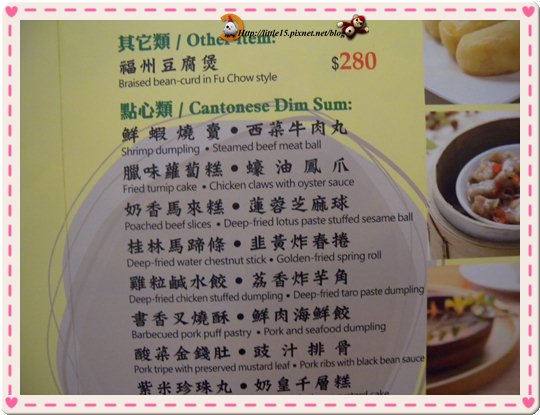 Http://little15.pixnet.net/blog
其它類 / Other Item:
福州豆腐煲
$280
Braised bean-curd in Fu Chow style
點心類 / Cantonese Dim Sum:
鮮蝦燒賣•西菜牛肉丸
Shrimp dumpling • Steamed beef meat ball
臘味蘿蔔糕•蠔油鳳爪
Fried turnip cake • Chicken claws with oyster sauce
奶香馬來糕•蓮蓉芝麻球
Poached beef slices • Deep-fried lotus paste stuffed sesame ball
桂林馬蹄條•韭黃炸春捲
Deep-fried water chestnut stick • Golden-fried spring roll
雞粒鹹水餃•荔香炸芋角
Deep-fried chicken stuffed dumpling • Deep-fried taro paste dumpling
書香叉燒酥•鮮肉海鮮餃
Barbecued pork puff pastry • Pork and seafood dumpling
酸菜金錢肚•豉汁排骨
Pork tripe with preserved mustard leaf • Pork ribs with black bean sauce
紫米珍珠丸•奶皇千層糕